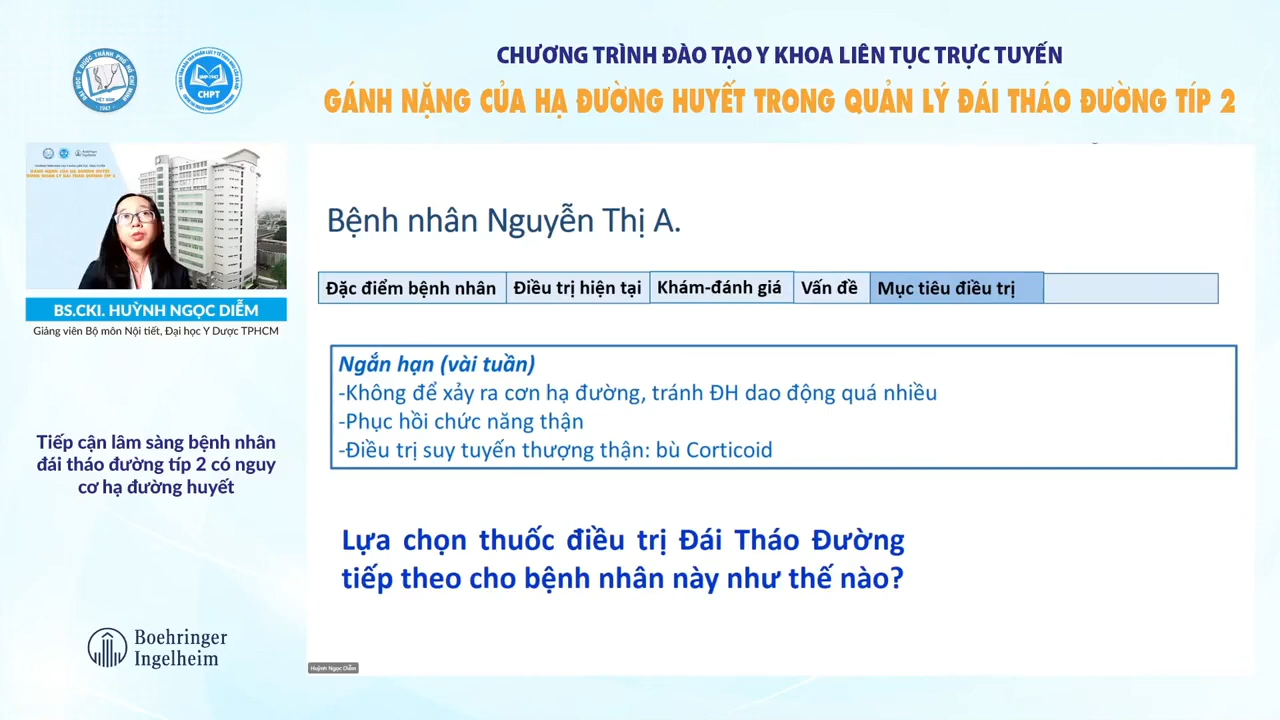 CHƯƠNG TRÌNH ĐÀO TẠO Y KHOA LIÊN TỤC TRỰC TUYẾN
GÁNH NẶNG CỦA HẠ ĐƯỜNG HUYẾT TRONG QUẢN LÝ ĐÁI THÁO ĐƯỜNG TÍP 2
CHPT
BS.CKI. HUỲNH NGỌC DIỄM
Giảng viên Bộ môn Nội tiết, Đại học Y Dược TPHCM
Tiếp cận lâm sàng bệnh nhân
đái tháo đường típ 2 có nguy
cơ hạ đường huyết
Boehringer
Ingelheim
Bệnh nhân Nguyễn Thị A.
Đặc điểm bệnh nhân Điều trị hiện tại Khám-đánh giá Vấn đề Mục tiêu điều trị
Ngắn hạn (vài tuần)
-Không để xảy ra cơn hạ đường, tránh ĐH dao động quá nhiều
-Phục hồi chức năng thận
-Điều trị suy tuyến thượng thận: bù Corticoid
Lựa chọn thuốc điều trị Đái Tháo Đường
tiếp theo cho bệnh nhân này như thế nào?
Huỳnh Ngọc Diễm